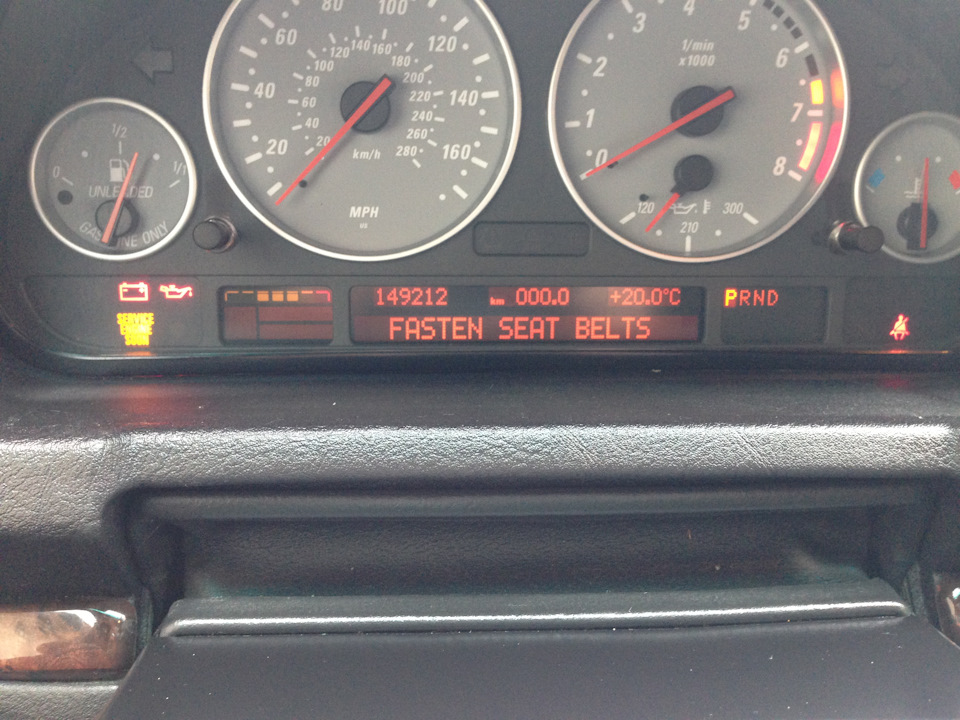 80 100
60 120
40 140
20 160
120 140 160
100 180
80 200
60 220
40 240
20 260
280
km/h
MPH
3 4 5
2 6
1 7
0 8
1/min
x1000
120 210 300
0 1/2 1/1
UNLEADED
GASOLINE ONLY
149212 km 000.0 +20.0°C
PRND
SERVICE
ENGINE
SOON
FASTEN SEAT BELTS